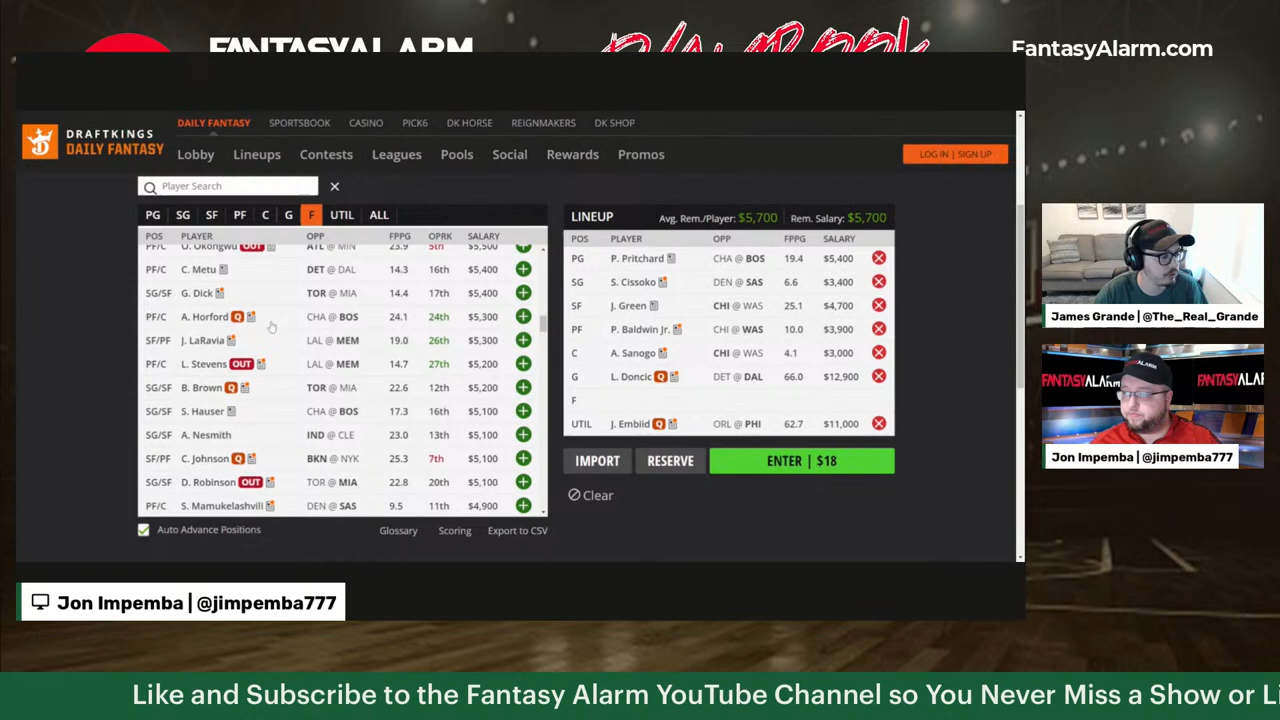 FANTASYALARM
PLAYBOOK
FantasyAlarm.com
DRAFTKINGS
DAILY FANTASY
DAILY FANTASY SPORTSBOOK CASINO PICK6 DK HORSE REIGNMAKERS DK SHOP
Lobby Lineups Contests Leagues Pools Social Rewards Promos
LOG IN | SIGN UP
Player Search
PG SG SF PF C G F UTIL ALL
POS PLAYER OPP FPPG OPRK SALARY
PF/C O. Okongwu OUT ATL @ MIN 23.9 5th $5,500
PF/C C. Metu DET @ DAL 14.3 16th $5,400
SG/SF G. Dick TOR @ MIA 14.4 17th $5,400
PF/C A. Horford Q CHA @ BOS 24.1 24th $5,300
SF/PF J. LaRavia LAL @ MEM 19.0 26th $5,300
PF/C L. Stevens OUT LAL @ MEM 14.7 27th $5,200
SG/SF B. Brown Q TOR @ MIA 22.6 12th $5,200
SG/SF S. Hauser CHA @ BOS 17.3 16th $5,100
SG/SF A. Nesmith IND @ CLE 23.0 13th $5,100
SF/PF C. Johnson Q BKN @ NYK 25.3 7th $5,100
SG/SF D. Robinson OUT TOR @ MIA 22.8 20th $5,100
PF/C S. Mamukelashvili DEN @ SAS 9.5 11th $4,900
Auto Advance Positions Glossary Scoring Export to CSV
LINEUP Avg. Rem./Player: $5,700 Rem. Salary: $5,700
POS PLAYER OPP FPPG SALARY
PG P. Pritchard CHA @ BOS 19.4 $5,400
SG S. Cissoko DEN @ SAS 6.6 $3,400
SF J. Green CHI @ WAS 25.1 $4,700
PF P. Baldwin Jr. CHI @ WAS 10.0 $3,900
C A. Sanogo CHI @ WAS 4.1 $3,000
G L. Doncic Q DET @ DAL 66.0 $12,900
F
UTIL J. Embiid Q ORL @ PHI 62.7 $11,000
IMPORT RESERVE ENTER | $18
Clear
James Grande | @The_Real_Grande
Jon Impemba | @jimpemba777
Jon Impemba | @jimpemba777
Like and Subscribe to the Fantasy Alarm YouTube Channel so You Never Miss a Show or Li